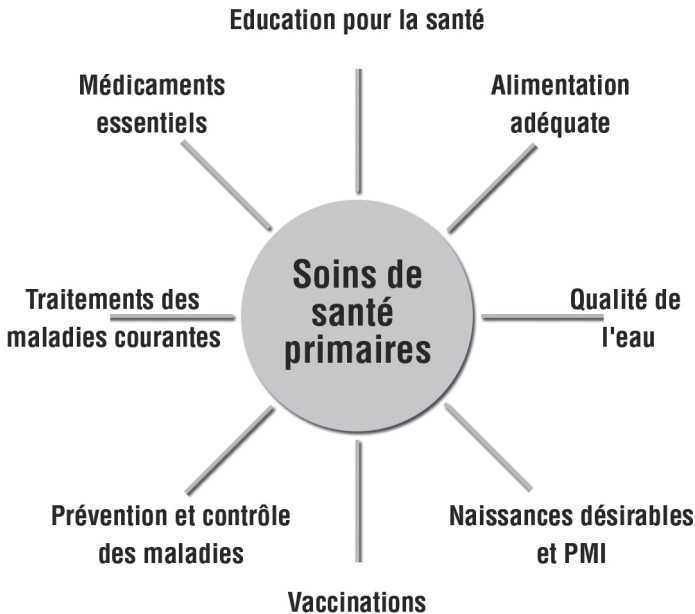 Education pour la santé
Médicaments
essentiels
Alimentation
adéquate
Soins de
santé
primaires
Traitements des
maladies courantes
Qualité de
l'eau
Prévention et contrôle
des maladies
Naissances désirables
et PMI
Vaccinations